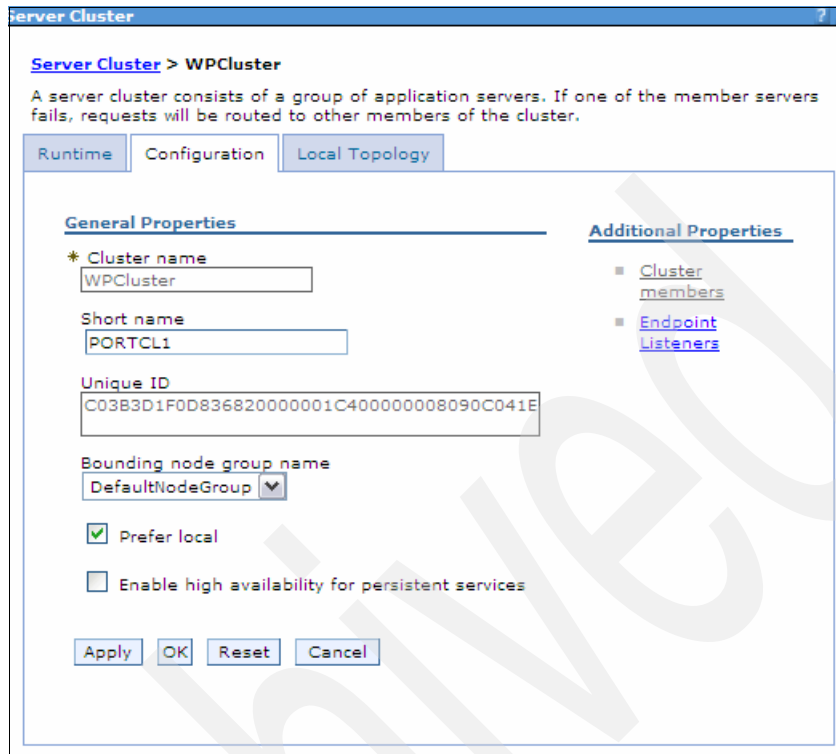 Server Cluster ?
Server Cluster > WPCluster
A server cluster consists of a group of application servers. If one of the member servers
fails, requests will be routed to other members of the cluster.
Runtime Configuration Local Topology
General Properties
Additional Properties
* Cluster name
WPCluster
Cluster
members
Short name
PORTCL1
Endpoint
Listeners
Unique ID
C03B3D1F0D836820000001C400000008090C041E
Bounding node group name
DefaultNodeGroup
Prefer local
Enable high availability for persistent services
Apply OK Reset Cancel
hived